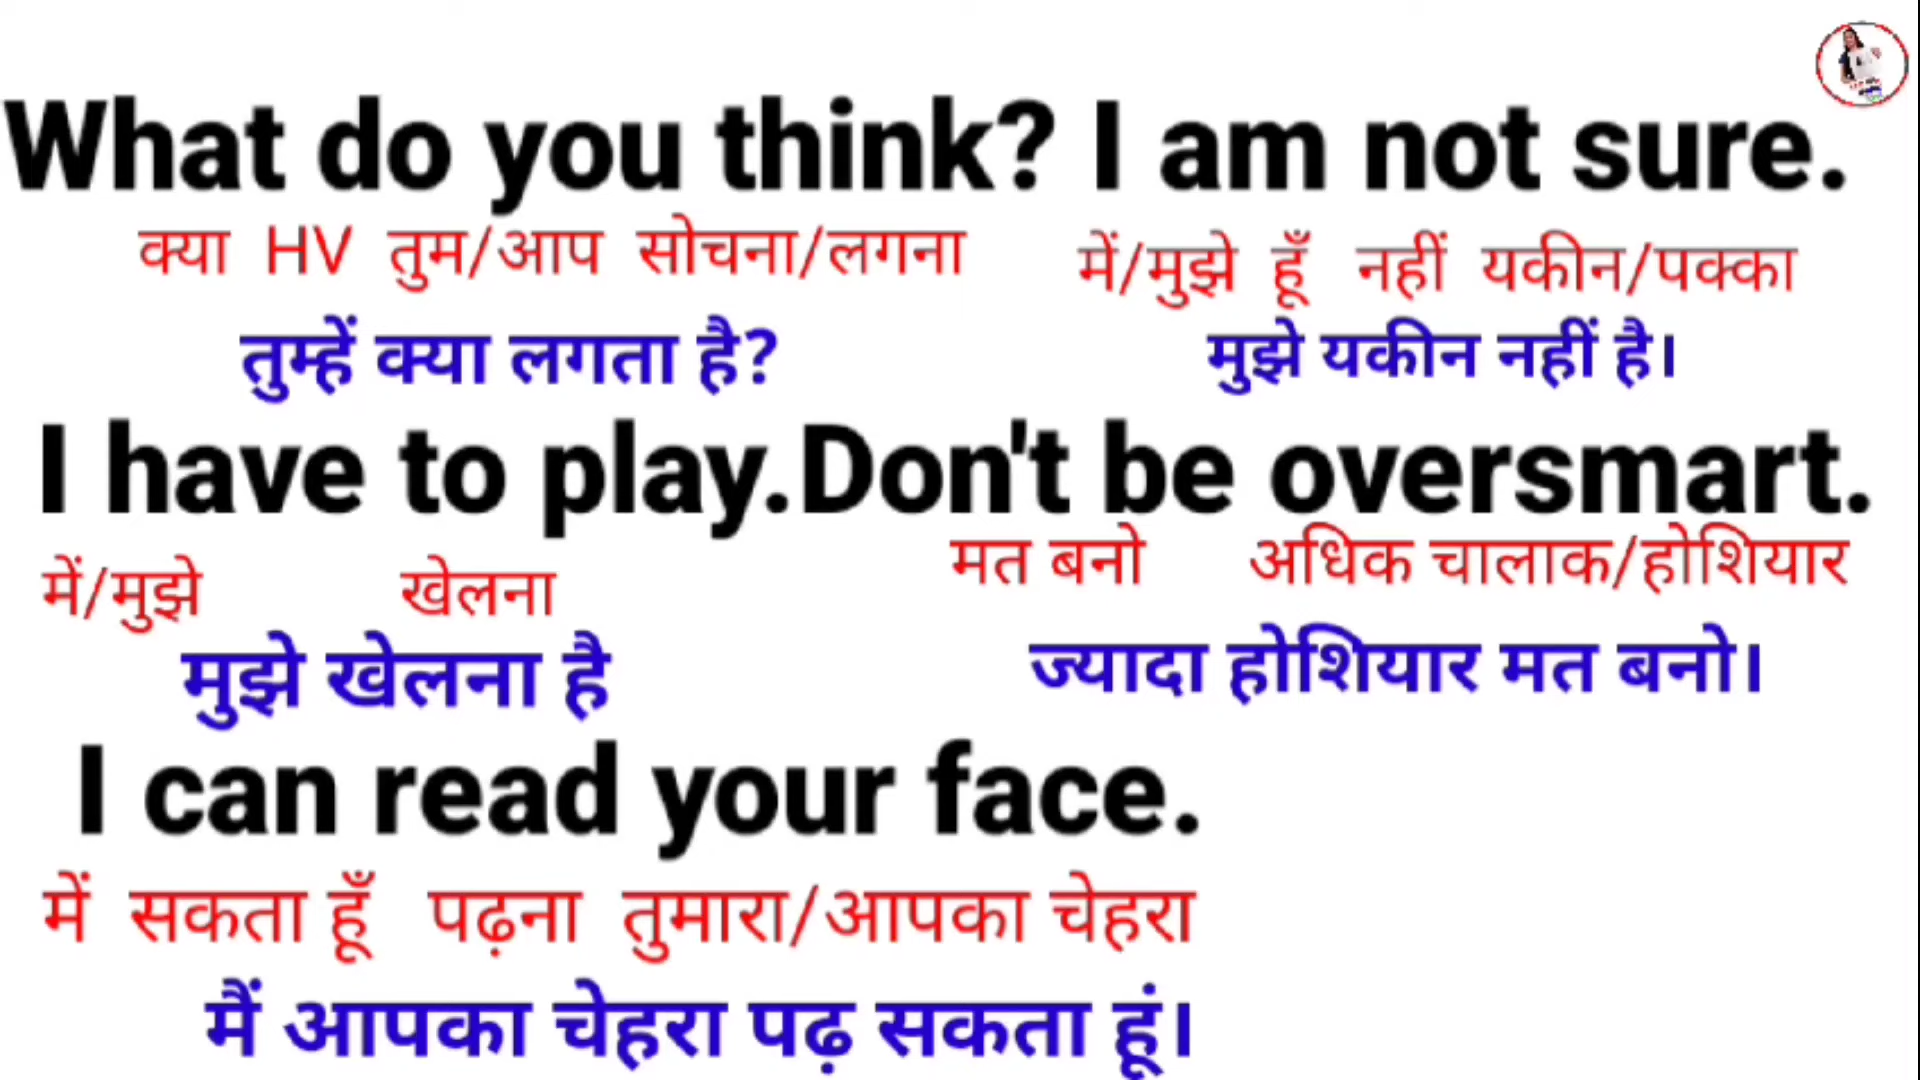 What do you think? I am not sure.
क्या HV तुम/आप सोचना/लगना में/मुझे हूँ नहीं यकीन/पक्का
तुम्हें क्या लगता है? मुझे यकीन नहीं है।
I have to play.Don't be oversmart.
में/मुझे खेलना मत बनो अधिक चालाक/होशियार
मुझे खेलना है ज्यादा होशियार मत बनो।
I can read your face.
में सकता हूँ पढ़ना तुमारा/आपका चेहरा
मैं आपका चेहरा पढ़ सकता हूं।